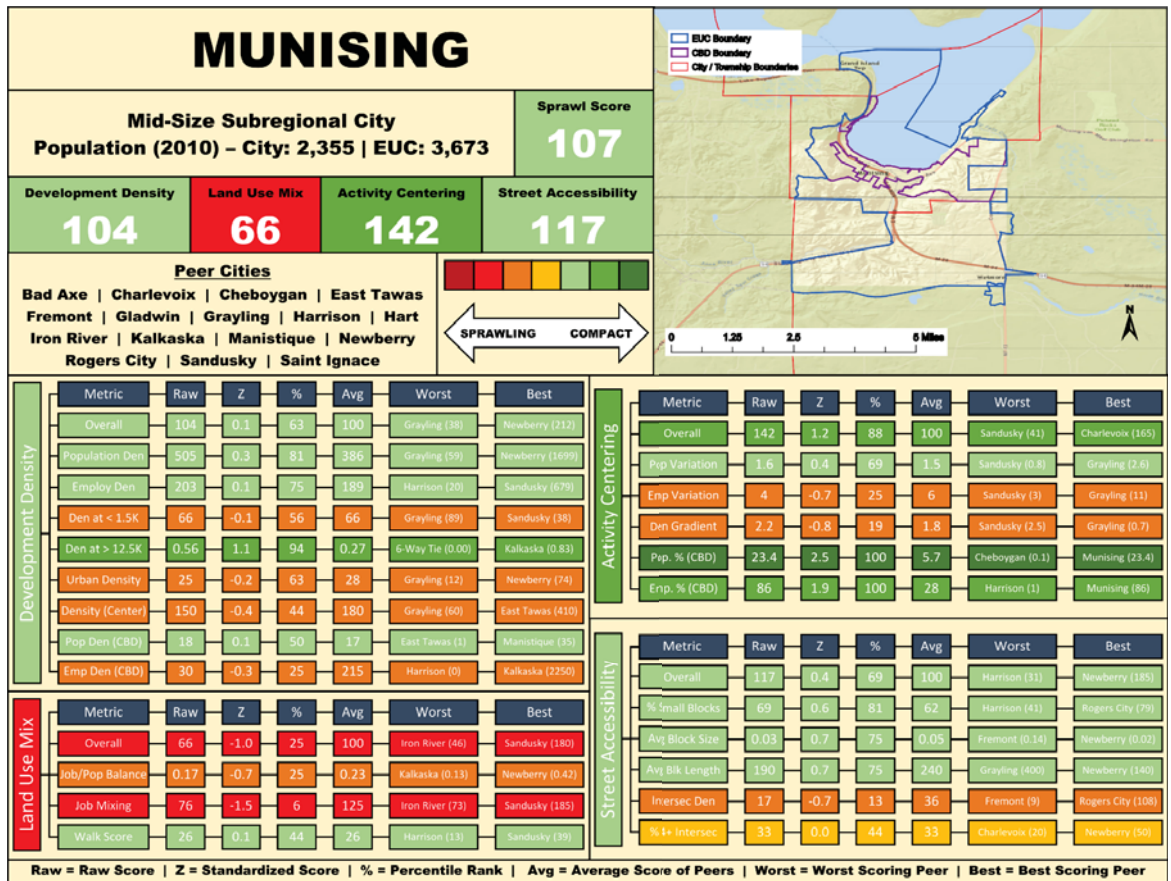 MUNISING
Mid-Size Subregional City
Population (2010) – City: 2,355 | EUC: 3,673
Sprawl Score
107
Development Density
104
Land Use Mix
66
Activity Centering
142
Street Accessibility
117
Peer Cities
Bad Axe | Charlevoix | Cheboygan | East Tawas
Fremont | Gladwin | Grayling | Harrison | Hart
Iron River | Kalkaska | Manistique | Newberry
Rogers City | Sandusky | Saint Ignace
SPRAWLING COMPACT
EUC Boundary
CBD Boundary
City / Township Boundaries
Grand Island
0 1.25 2.5 5 Miles
N
Development Density
Metric Raw Z % Avg Worst Best
Overall 104 0.1 63 100 Grayling (38) Newberry (212)
Population Den 505 0.3 81 386 Grayling (59) Newberry (1699)
Employ Den 203 0.1 75 189 Harrison (20) Sandusky (679)
Den at < 1.5K 66 -0.1 56 66 Grayling (89) Sandusky (38)
Den at > 12.5K 0.56 1.1 94 0.27 6-Way Tie (0.00) Kalkaska (0.83)
Urban Density 25 -0.2 63 28 Grayling (12) Newberry (74)
Density (Center) 150 -0.4 44 180 Grayling (60) East Tawas (410)
Pop Den (CBD) 18 0.1 50 17 East Tawas (1) Manistique (35)
Emp Den (CBD) 30 -0.3 25 215 Harrison (0) Kalkaska (2250)
Land Use Mix
Metric Raw Z % Avg Worst Best
Overall 66 -1.0 25 100 Iron River (46) Sandusky (180)
Job/Pop Balance 0.17 -0.7 25 0.23 Kalkaska (0.13) Newberry (0.42)
Job Mixing 76 -1.5 6 125 Iron River (73) Sandusky (185)
Walk Score 26 0.1 44 26 Harrison (13) Sandusky (39)
Activity Centering
Metric Raw Z % Avg Worst Best
Overall 142 1.2 88 100 Sandusky (41) Charlevoix (165)
Pop Variation 1.6 0.4 69 1.5 Sandusky (0.8) Grayling (2.6)
Emp Variation 4 -0.7 25 6 Sandusky (3) Grayling (11)
Den Gradient 2.2 -0.8 19 1.8 Sandusky (2.5) Grayling (0.7)
Pop. % (CBD) 23.4 2.5 100 5.7 Cheboygan (0.1) Munising (23.4)
Emp. % (CBD) 86 1.9 100 28 Harrison (1) Munising (86)
Street Accessibility
Metric Raw Z % Avg Worst Best
Overall 117 0.4 69 100 Harrison (31) Newberry (185)
% Small Blocks 69 0.6 81 62 Harrison (41) Rogers City (79)
Avg Block Size 0.03 0.7 75 0.05 Fremont (0.14) Newberry (0.02)
Avg Blk Length 190 0.7 75 240 Grayling (400) Newberry (140)
Intersec Den 17 -0.7 13 36 Fremont (9) Rogers City (108)
% 4+ Intersec 33 0.0 44 33 Charlevoix (20) Newberry (50)
Raw = Raw Score | Z = Standardized Score | % = Percentile Rank | Avg = Average Score of Peers | Worst = Worst Scoring Peer | Best = Best Scoring Peer